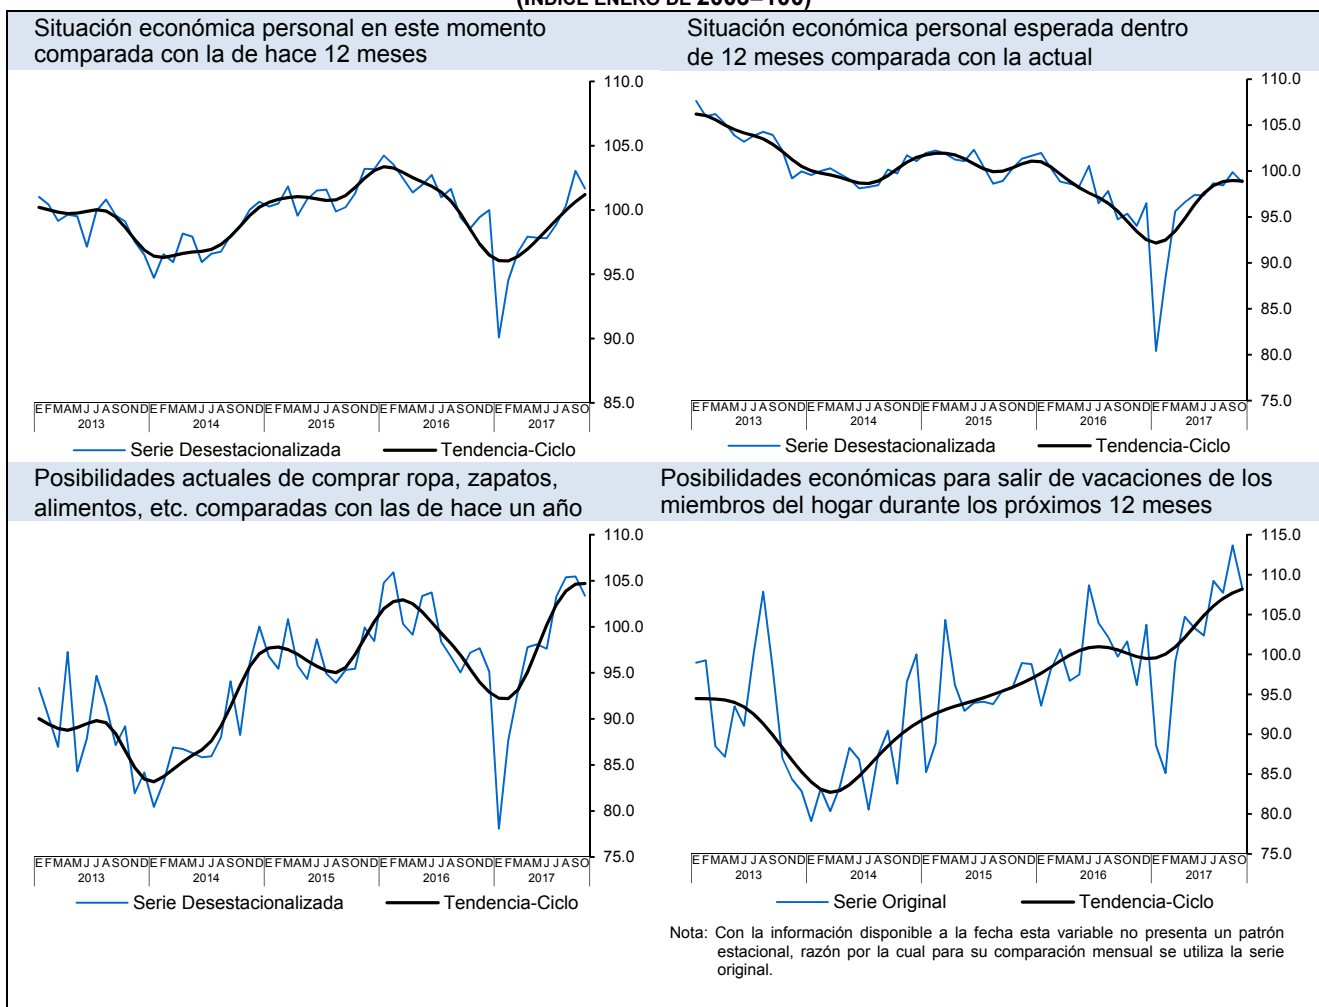 (ÍNDICE ENERO DE 2003=100)
Situación económica personal en este momento
comparada con la de hace 12 meses
110.0
105.0
100.0
95.0
90.0
85.0
E F M A M J J A S O N D E F M A M J J A S O N D E F M A M J J A S O N D E F M A M J J A S O N D E F M A M J J A S O
2013 2014 2015 2016 2017
Serie Desestacionalizada Tendencia-Ciclo
Situación económica personal esperada dentro
de 12 meses comparada con la actual
110.0
105.0
100.0
95.0
90.0
85.0
80.0
75.0
E F M A M J J A S O N D E F M A M J J A S O N D E F M A M J J A S O N D E F M A M J J A S O N D E F M A M J J A S O
2013 2014 2015 2016 2017
Serie Desestacionalizada Tendencia-Ciclo
Posibilidades actuales de comprar ropa, zapatos,
alimentos, etc. comparadas con las de hace un año
110.0
105.0
100.0
95.0
90.0
85.0
80.0
75.0
E F M A M J J A S O N D E F M A M J J A S O N D E F M A M J J A S O N D E F M A M J J A S O N D E F M A M J J A S O
2013 2014 2015 2016 2017
Serie Desestacionalizada Tendencia-Ciclo
Posibilidades económicas para salir de vacaciones de los
miembros del hogar durante los próximos 12 meses
115.0
110.0
105.0
100.0
95.0
90.0
85.0
80.0
75.0
E F M A M J J A S O N D E F M A M J J A S O N D E F M A M J J A S O N D E F M A M J J A S O N D E F M A M J J A S O
2013 2014 2015 2016 2017
Serie Original Tendencia-Ciclo
Nota: Con la información disponible a la fecha esta variable no presenta un patrón
estacional, razón por la cual para su comparación mensual se utiliza la serie
original.